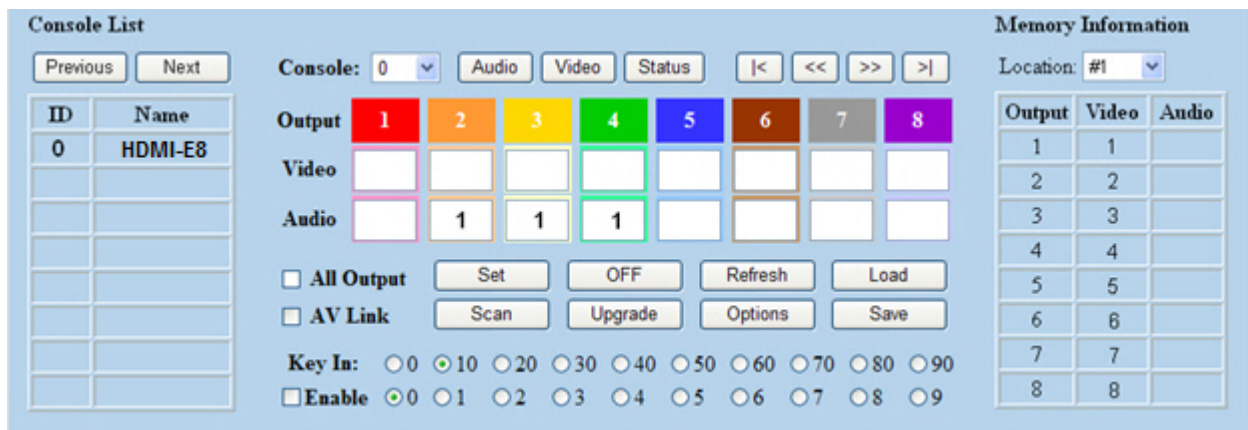 Console List
Memory Information
Previous Next
Console: 0 Audio Video Status |< << >> >|
Location: #1
ID Name
0 HDMI-E8
Output 1 2 3 4 5 6 7 8
Video
Audio 1 1 1
All Output Set OFF Refresh Load
AV Link Scan Upgrade Options Save
Key In: 0 10 20 30 40 50 60 70 80 90
Enable 0 1 2 3 4 5 6 7 8 9
Output Video Audio
1 1
2 2
3 3
4 4
5 5
6 6
7 7
8 8